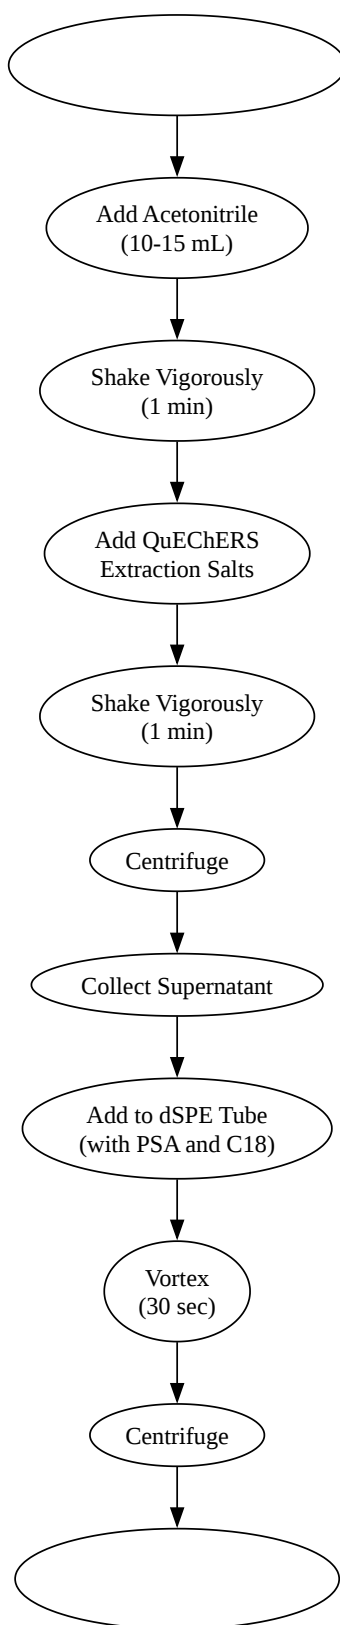 Add Acetonitrile
(10-15 mL)
Shake Vigorously
(1 min)
Add QuEChERS
Extraction Salts
Shake Vigorously
(1 min)
Centrifuge
Collect Supernatant
Add to dSPE Tube
(with PSA and C18)
Vortex
(30 sec)
Centrifuge